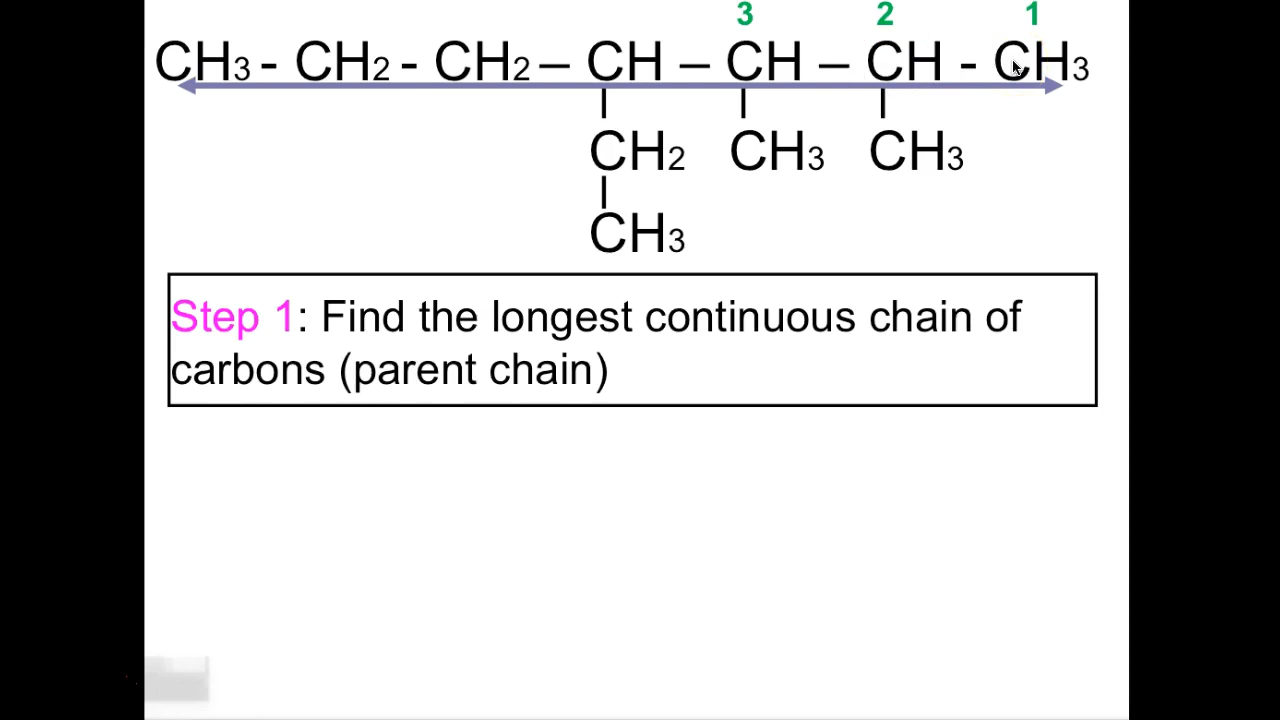 3 2 1
CH3 - CH2 - CH2 – CH – CH – CH - CH3
CH2 CH3 CH3
CH3
Step 1: Find the longest continuous chain of
carbons (parent chain)